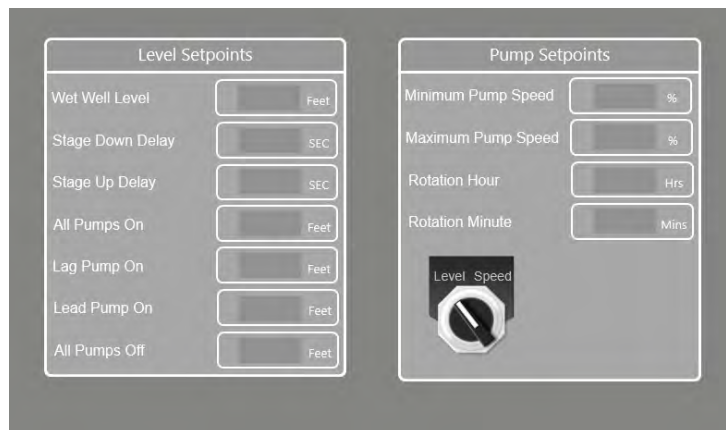 Level Setpoints
Wet Well Level Feet
Stage Down Delay SEC
Stage Up Delay SEC
All Pumps On Feet
Lag Pump On Feet
Lead Pump On Feet
All Pumps Off Feet
Pump Setpoints
Minimum Pump Speed %
Maximum Pump Speed %
Rotation Hour Hrs
Rotation Minute Mins
Level Speed